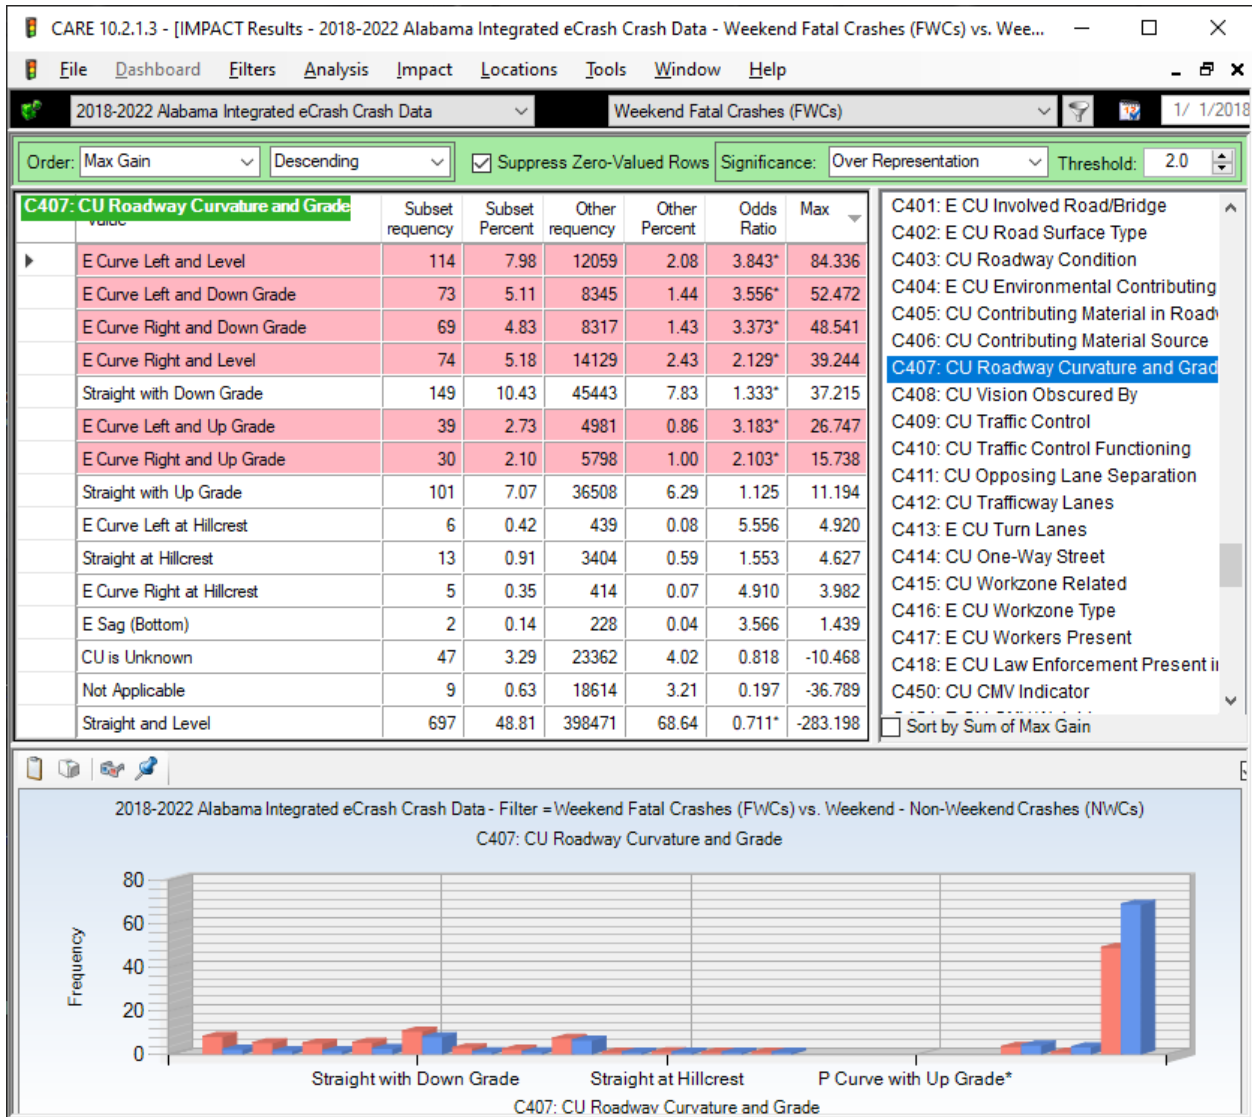 CARE 10.2.1.3 - [IMPACT Results - 2018-2022 Alabama Integrated eCrash Crash Data - Weekend Fatal Crashes (FWCs) vs. Wee...
File Dashboard Filters Analysis Impact Locations Tools Window Help
2018-2022 Alabama Integrated eCrash Crash Data Weekend Fatal Crashes (FWCs) 1/ 1/2018
Order: Max Gain Descending Suppress Zero-Valued Rows Significance: Over Representation Threshold: 2.0
C407: CU Roadway Curvature and Grade Subset requency Subset Percent Other requency Other Percent Odds Ratio Max
E Curve Left and Level 114 7.98 12059 2.08 3.843* 84.336
E Curve Left and Down Grade 73 5.11 8345 1.44 3.556* 52.472
E Curve Right and Down Grade 69 4.83 8317 1.43 3.373* 48.541
E Curve Right and Level 74 5.18 14129 2.43 2.129* 39.244
Straight with Down Grade 149 10.43 45443 7.83 1.333* 37.215
E Curve Left and Up Grade 39 2.73 4981 0.86 3.183* 26.747
E Curve Right and Up Grade 30 2.10 5798 1.00 2.103* 15.738
Straight with Up Grade 101 7.07 36508 6.29 1.125 11.194
E Curve Left at Hillcrest 6 0.42 439 0.08 5.556 4.920
Straight at Hillcrest 13 0.91 3404 0.59 1.553 4.627
E Curve Right at Hillcrest 5 0.35 414 0.07 4.910 3.982
E Sag (Bottom) 2 0.14 228 0.04 3.566 1.439
CU is Unknown 47 3.29 23362 4.02 0.818 -10.468
Not Applicable 9 0.63 18614 3.21 0.197 -36.789
Straight and Level 697 48.81 398471 68.64 0.711* -283.198
C401: E CU Involved Road/Bridge
C402: E CU Road Surface Type
C403: CU Roadway Condition
C404: E CU Environmental Contributing
C405: CU Contributing Material in Roadw
C406: CU Contributing Material Source
C407: CU Roadway Curvature and Grad
C408: CU Vision Obscured By
C409: CU Traffic Control
C410: CU Traffic Control Functioning
C411: CU Opposing Lane Separation
C412: CU Trafficway Lanes
C413: E CU Turn Lanes
C414: CU One-Way Street
C415: CU Workzone Related
C416: E CU Workzone Type
C417: E CU Workers Present
C418: E CU Law Enforcement Present in
C450: CU CMV Indicator
Sort by Sum of Max Gain
2018-2022 Alabama Integrated eCrash Crash Data - Filter = Weekend Fatal Crashes (FWCs) vs. Weekend - Non-Weekend Crashes (NWCs)
C407: CU Roadway Curvature and Grade
80
60
40
20
0
Frequency
Straight with Down Grade Straight at Hillcrest P Curve with Up Grade*
C407: CU Roadway Curvature and Grade